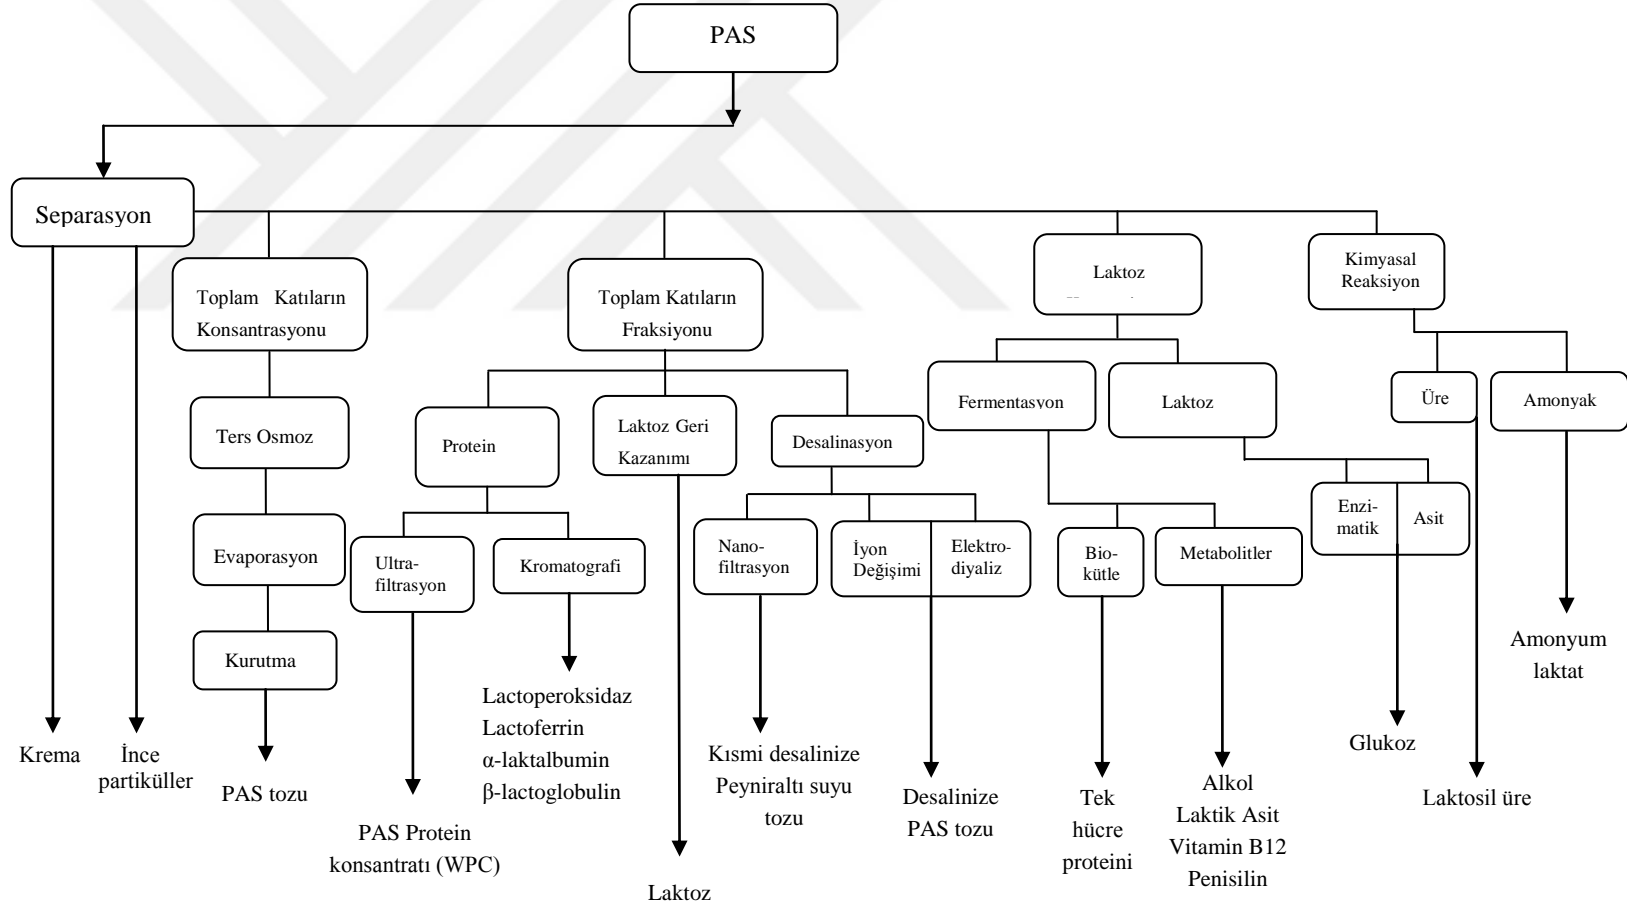 PAS
Separasyon
Toplam Katıların
Konsantrasyonu
Toplam Katıların
Fraksiyonu
Laktoz
Kimyasal
Reaksiyon
Ters Osmoz
Protein
Laktoz Geri
Kazanımı
Desalinasyon
Fermentasyon
Laktoz
Üre
Amonyak
Evaporasyon
Ultra-
filtrasyon
Kromatografi
Nano-
filtrasyon
İyon
Değişimi
Elektro-
diyaliz
Bio-
kütle
Metabolitler
Enzi-
matik
Asit
Kurutma
Krema
İnce
partiküller
PAS tozu
PAS Protein
konsantratı (WPC)
Lactoperoksidaz
Lactoferrin
α-laktalbumin
β-lactoglobulin
Laktoz
Kısmi desalinize
Peyniraltı suyu
tozu
Desalinize
PAS tozu
Tek
hücre
proteini
Alkol
Laktik Asit
Vitamin B12
Penisilin
Glukoz
Laktosil üre
Amonyum
laktat